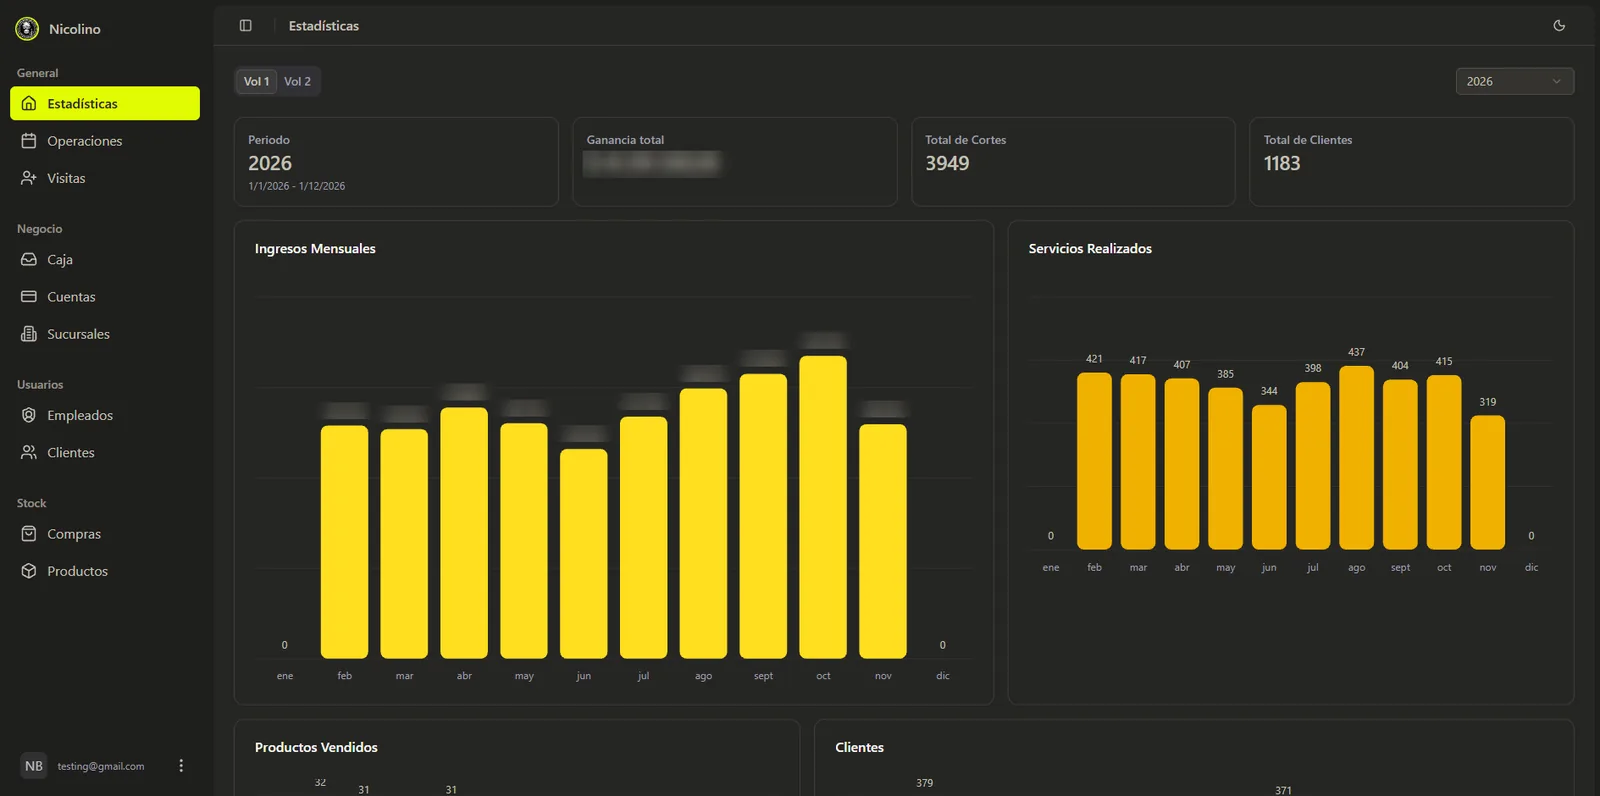 Nicolino
General
Estadísticas
Operaciones
Visitas
Negocio
Caja
Cuentas
Sucursales
Usuarios
Empleados
Clientes
Stock
Compras
Productos
NB testing@gmail.com
Estadísticas
Vol 1 Vol 2
2026
Periodo
2026
1/1/2026 - 1/12/2026
Ganancia total
Total de Cortes
3949
Total de Clientes
1183
Ingresos Mensuales
0 0
ene feb mar abr may jun jul ago sept oct nov dic
Servicios Realizados
0 421 417 407 385 344 398 437 404 415 319 0
ene feb mar abr may jun jul ago sept oct nov dic
Productos Vendidos
32 31 31
Clientes
379 371